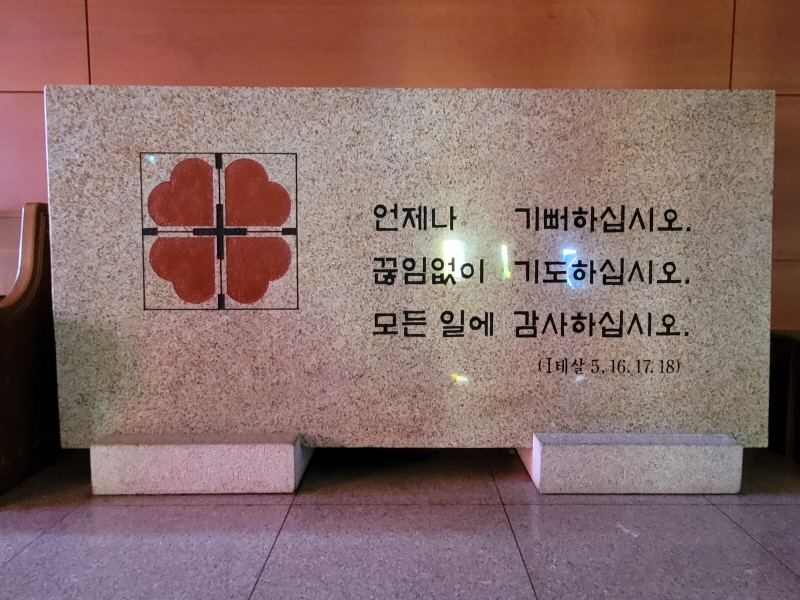 언제나 기뻐하십시오.
끊임없이 기도하십시오.
모든 일에 감사하십시오.
(I테살 5, 16. 17. 18)